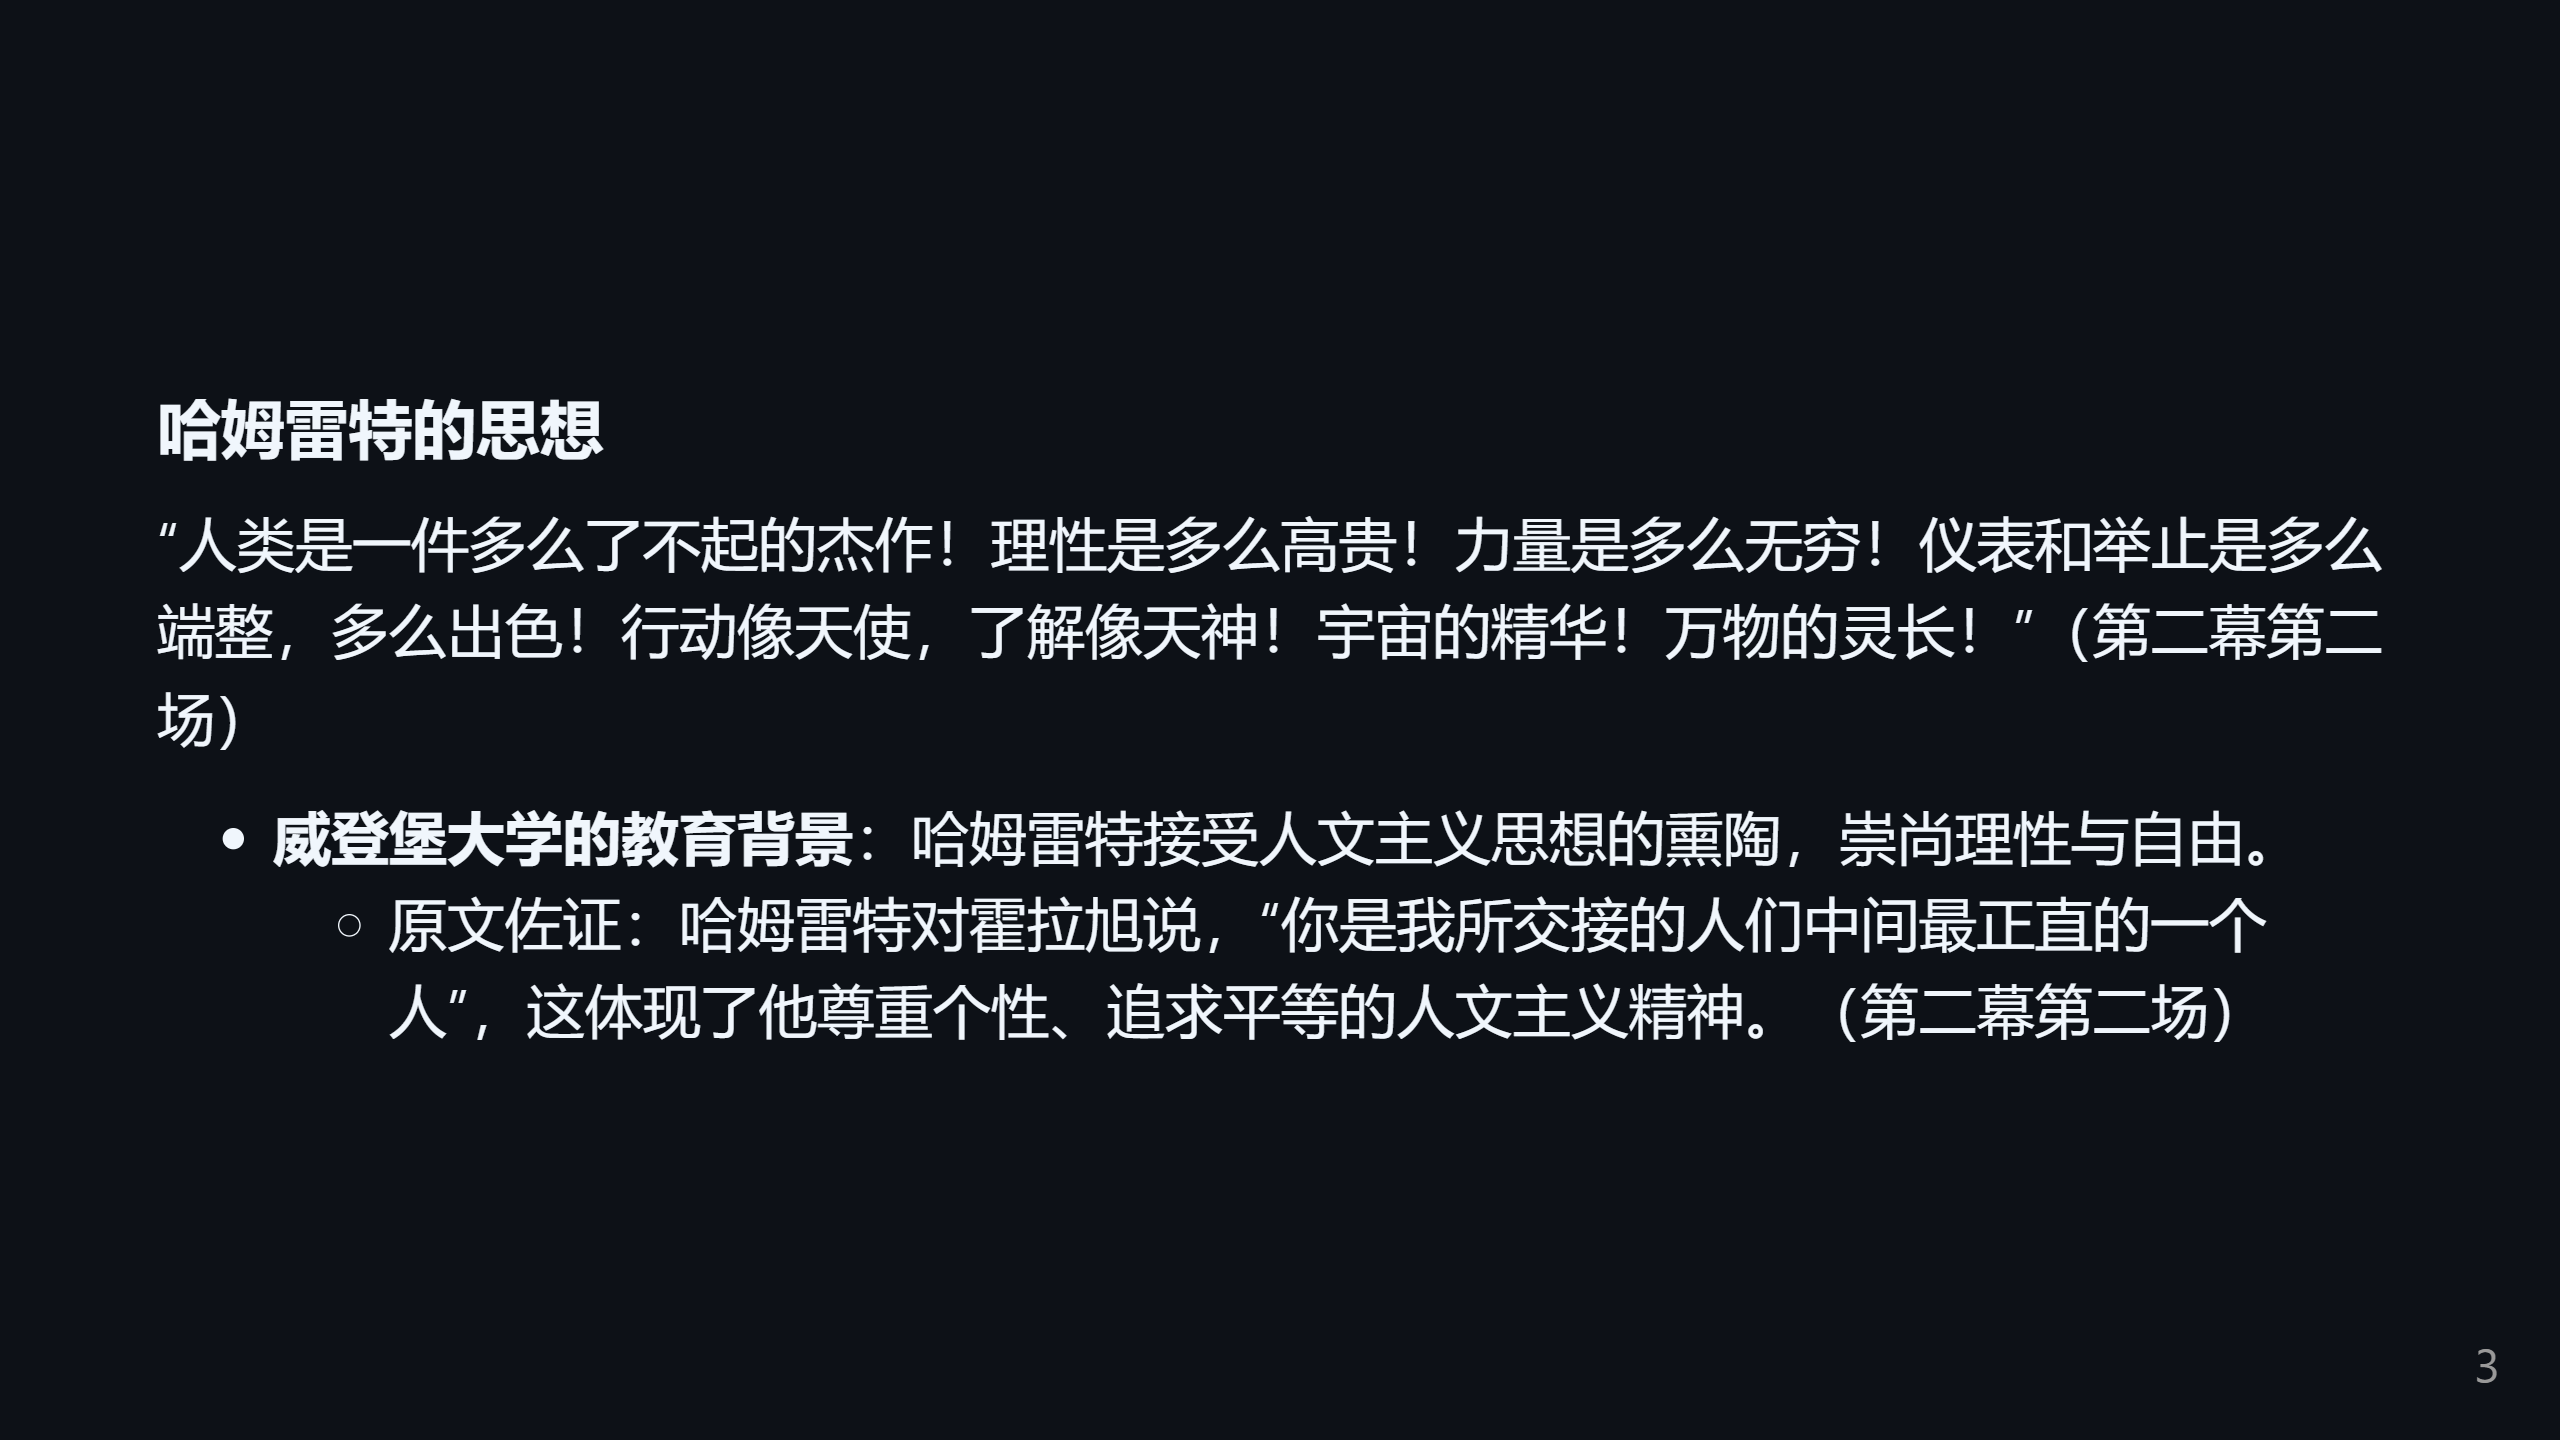 哈姆雷特的思想
“人类是一件多么了不起的杰作！理性是多么高贵！力量是多么无穷！仪表和举止是多么
端整，多么出色！行动像天使，了解像天神！宇宙的精华！万物的灵长！”（第二幕第二
场）
• 威登堡大学的教育背景：哈姆雷特接受人文主义思想的熏陶，崇尚理性与自由。
○ 原文佐证：哈姆雷特对霍拉旭说，“你是我所交接的人们中间最正直的一个
人”，这体现了他尊重个性、追求平等的人文主义精神。（第二幕第二场）
3